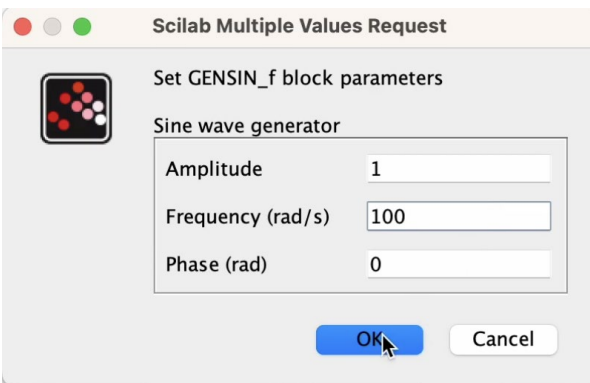 Scilab Multiple Values Request
Set GENSIN_f block parameters
Sine wave generator
Amplitude 1
Frequency (rad/s) 100
Phase (rad) 0
OK Cancel